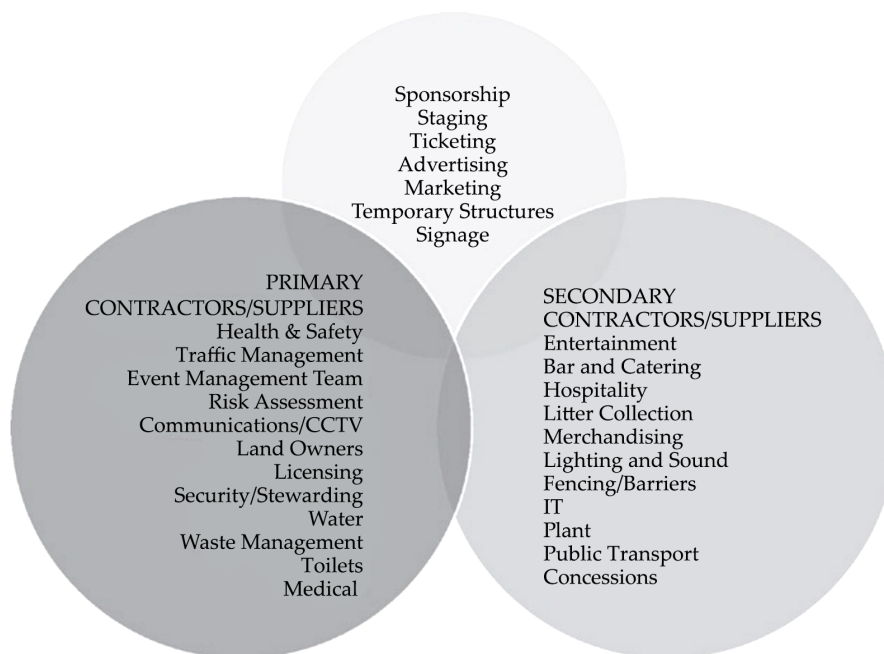 Sponsorship
Staging
Ticketing
Advertising
Marketing
Temporary Structures
Signage
PRIMARY
CONTRACTORS/SUPPLIERS
Health & Safety
Traffic Management
Event Management Team
Risk Assessment
Communications/CCTV
Land Owners
Licensing
Security/Stewarding
Water
Waste Management
Toilets
Medical
SECONDARY
CONTRACTORS/SUPPLIERS
Entertainment
Bar and Catering
Hospitality
Litter Collection
Merchandising
Lighting and Sound
Fencing/Barriers
IT
Plant
Public Transport
Concessions